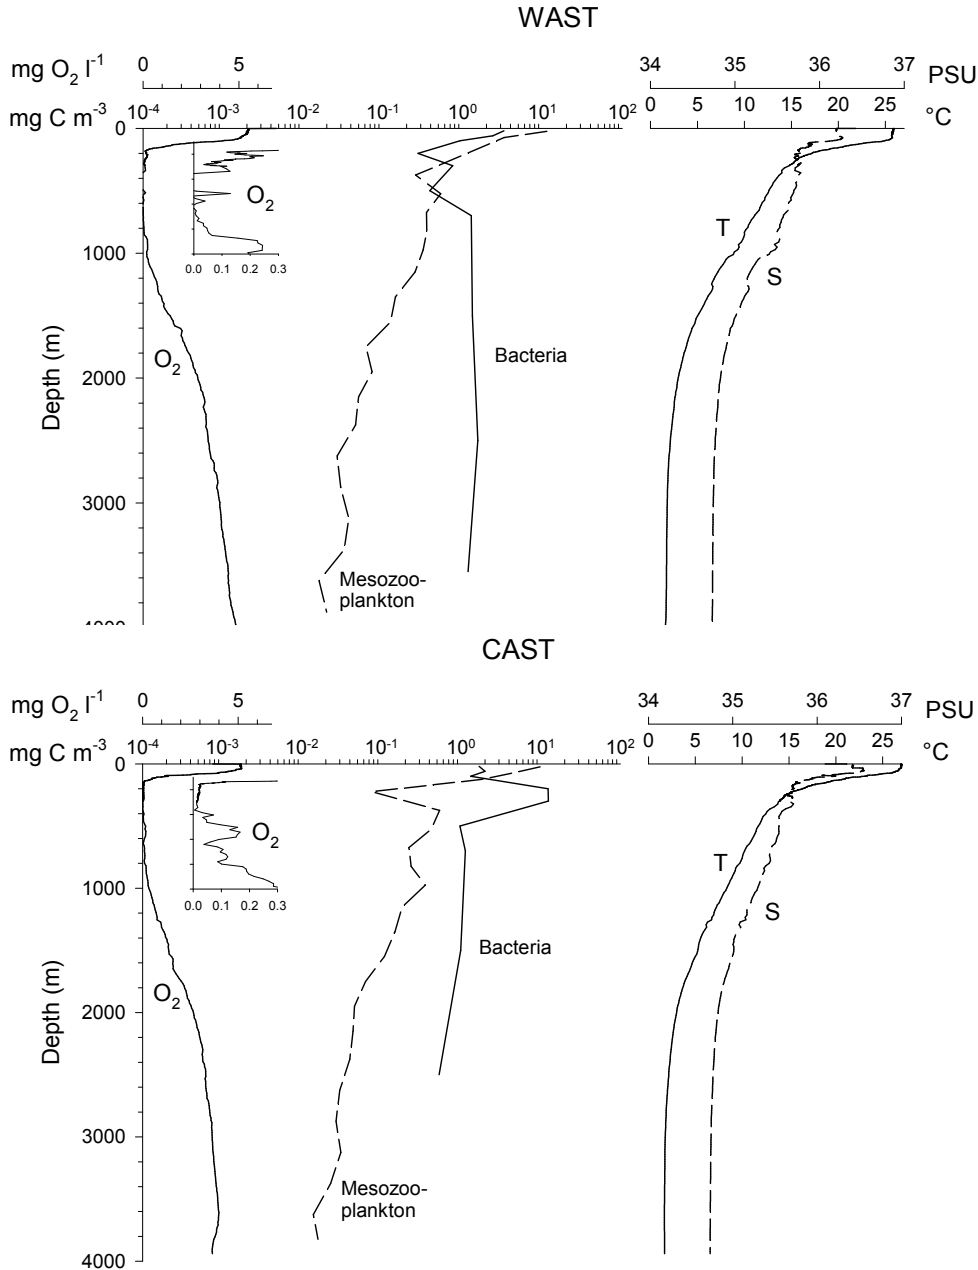 WAST
0 5 34 35 36 37
mg O2 l-1 PSU
mg C m-3 10-4 10-3 10-2 10-1 100 101 102 0 5 10 15 20 25 °C
0
O2
T
0.0 0.1 0.2 0.3
1000
S
Depth (m)
O2
Bacteria
2000
3000
Mesozoo-
plankton
4000
CAST
0 5 34 35 36 37
mg O2 l-1 PSU
mg C m-3 10-4 10-3 10-2 10-1 100 101 102 0 5 10 15 20 25 °C
0
O2
T
1000
0.0 0.1 0.2 0.3
S
Bacteria
Depth (m)
O2
2000
3000
Mesozoo-
plankton
4000